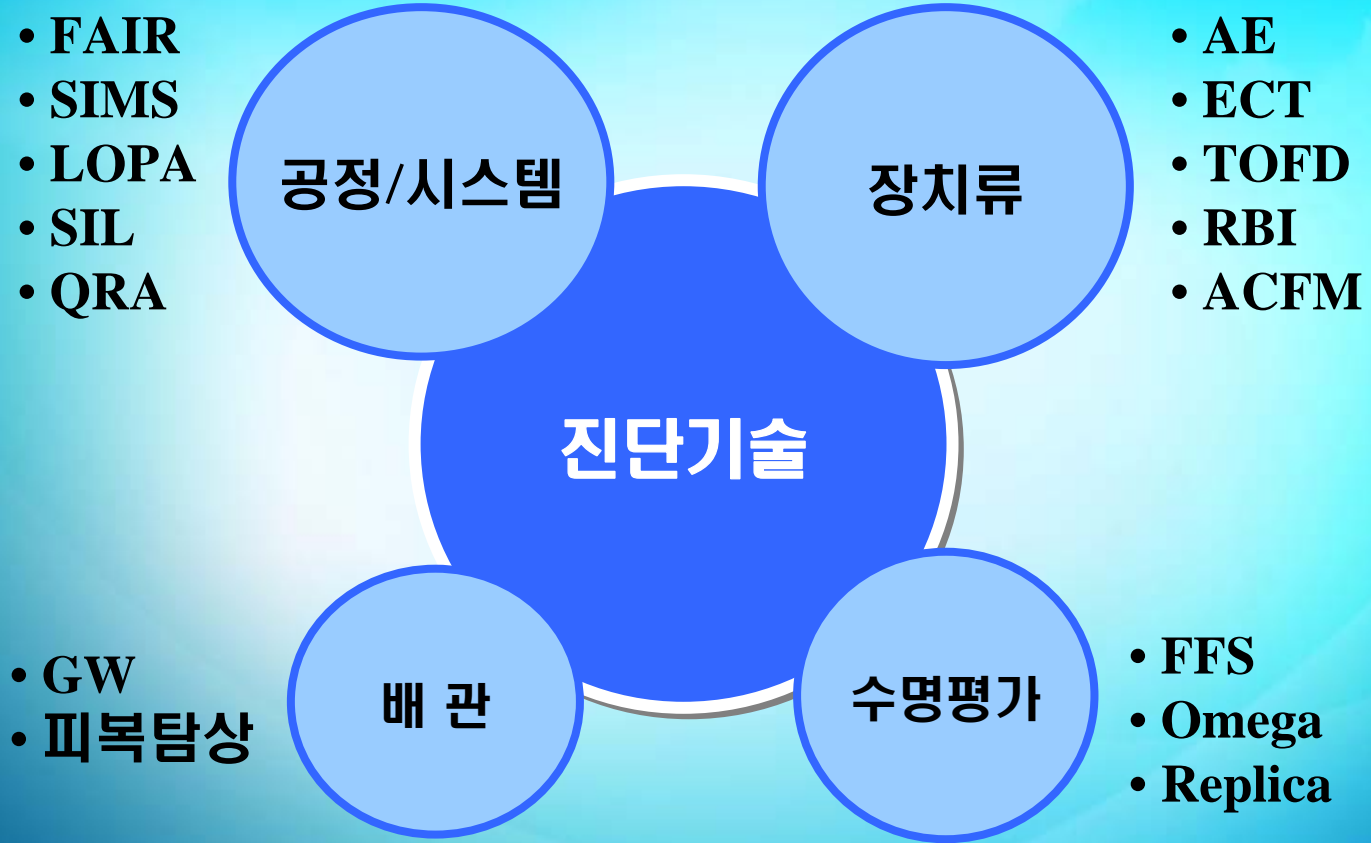 • FAIR
• SIMS
• LOPA
• SIL
• QRA
공정/시스템
장치류
• AE
• ECT
• TOFD
• RBI
• ACFM
진단기술
• GW
• 피복탐상
배 관
수명평가
• FFS
• Omega
• Replica